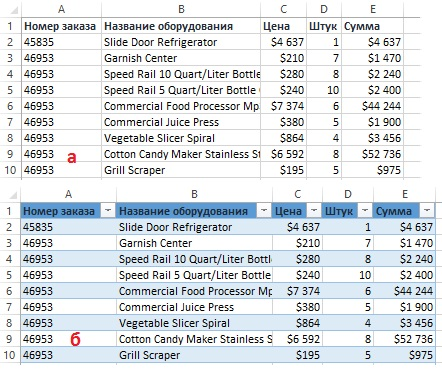 A B C D E
1 Номер заказа Название оборудования Цена Штук Сумма
2 45835 Slide Door Refrigerator $4 637 1 $4 637
3 46953 Garnish Center $210 7 $1 470
4 46953 Speed Rail 10 Quart/Liter Bottle $280 8 $2 240
5 46953 Speed Rail 5 Quart/Liter Bottle $240 10 $2 400
6 46953 Commercial Food Processor Mp $7 374 6 $44 244
7 46953 Commercial Juice Press $380 5 $1 900
8 46953 Vegetable Slicer Spiral $864 4 $3 456
9 46953 а Cotton Candy Maker Stainless St $6 592 8 $52 736
10 46953 Grill Scraper $195 5 $975
A B C D E
1 Номер заказа Название оборудования Цена Штук Сумма
2 45835 Slide Door Refrigerator $4 637 1 $4 637
3 46953 Garnish Center $210 7 $1 470
4 46953 Speed Rail 10 Quart/Liter Bottl $280 8 $2 240
5 46953 Speed Rail 5 Quart/Liter Bottle $240 10 $2 400
6 46953 Commercial Food Processor Mp $7 374 6 $44 244
7 46953 Commercial Juice Press $380 5 $1 900
8 46953 Vegetable Slicer Spiral $864 4 $3 456
9 46953 б Cotton Candy Maker Stainless S $6 592 8 $52 736
10 46953 Grill Scraper $195 5 $975